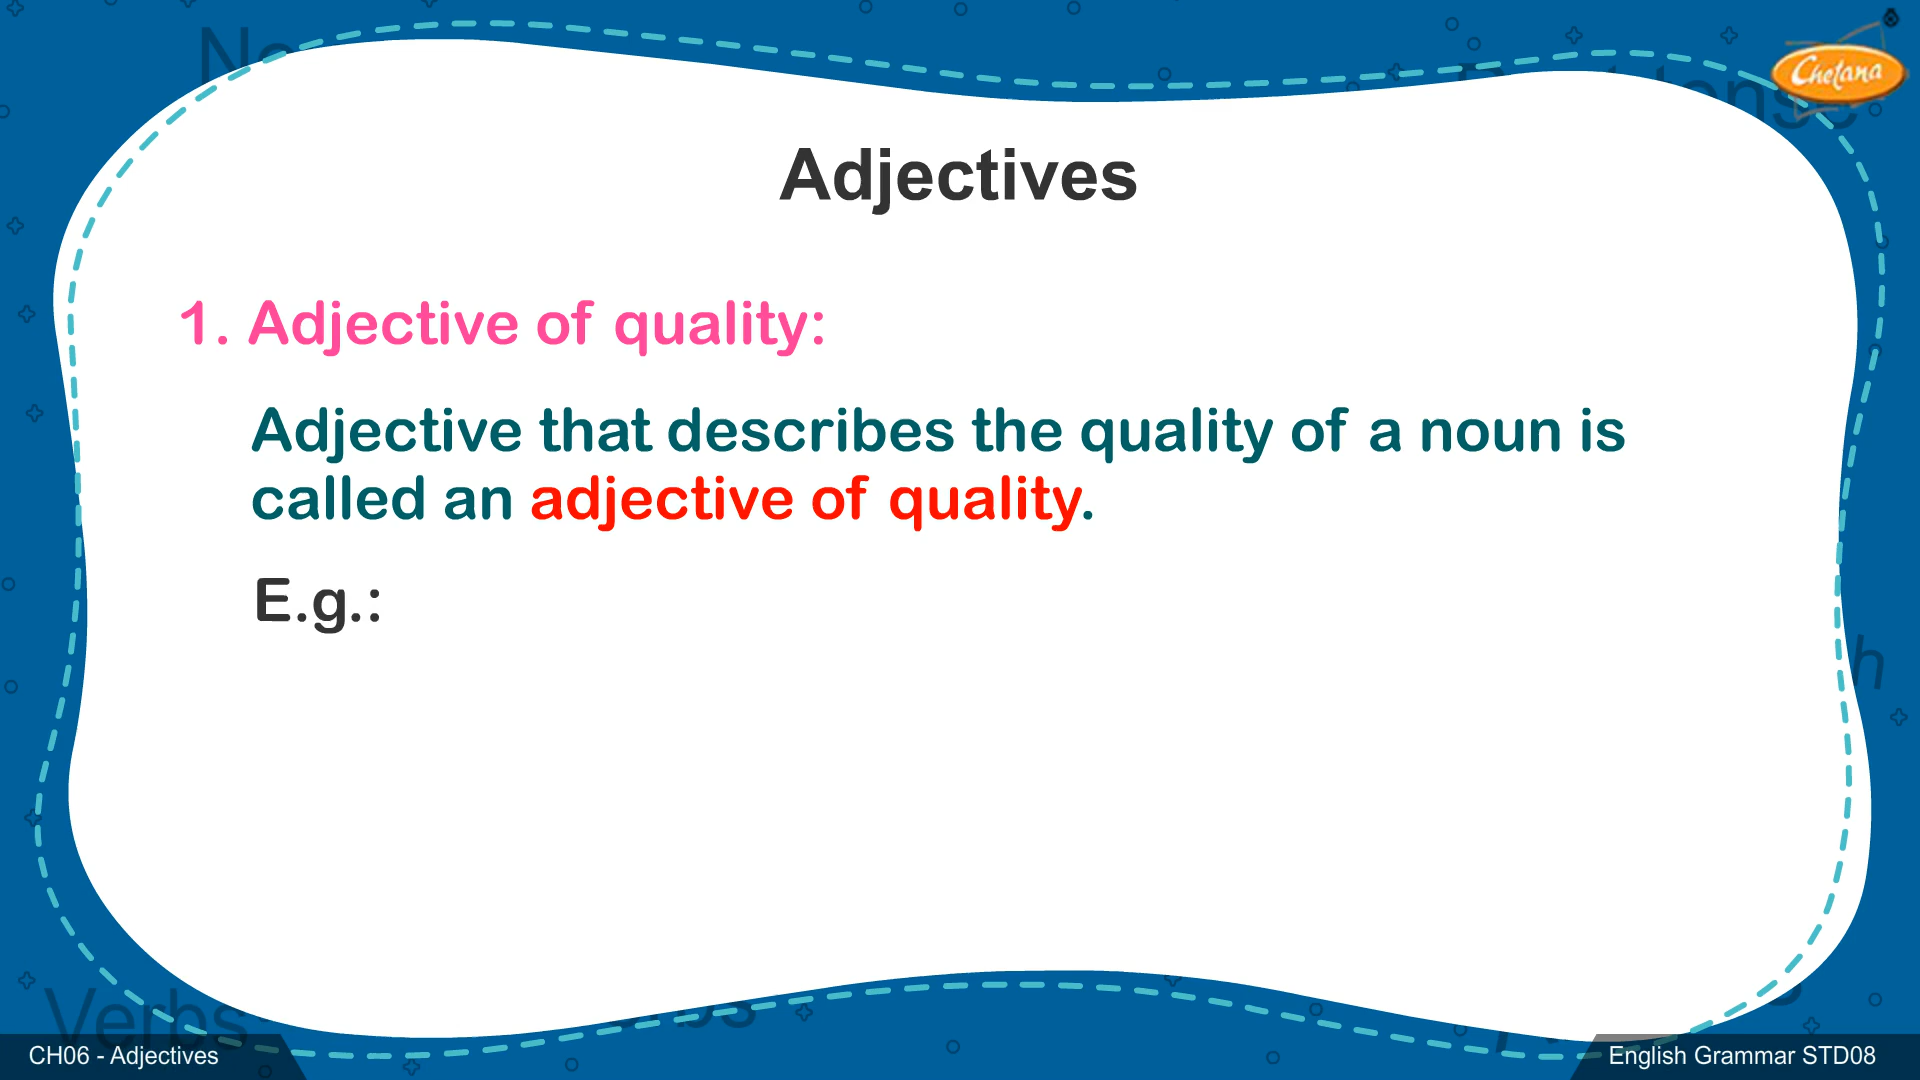 Chetana
Adjectives
1. Adjective of quality:
Adjective that describes the quality of a noun is
called an adjective of quality.
E.g.:
Verbs
CH06 - Adjectives
English Grammar STD08